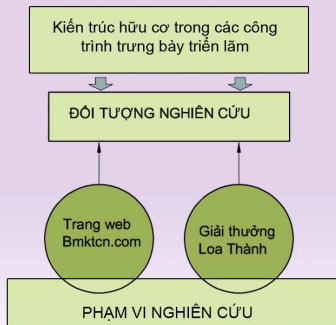 Kiến trúc hữu cơ trong các công
trình trưng bày triển lãm
ĐỐI TƯỢNG NGHIÊN CỨU
Trang web
Bmktcn.com
Giải thưởng
Loa Thành
PHẠM VI NGHIÊN CỨU